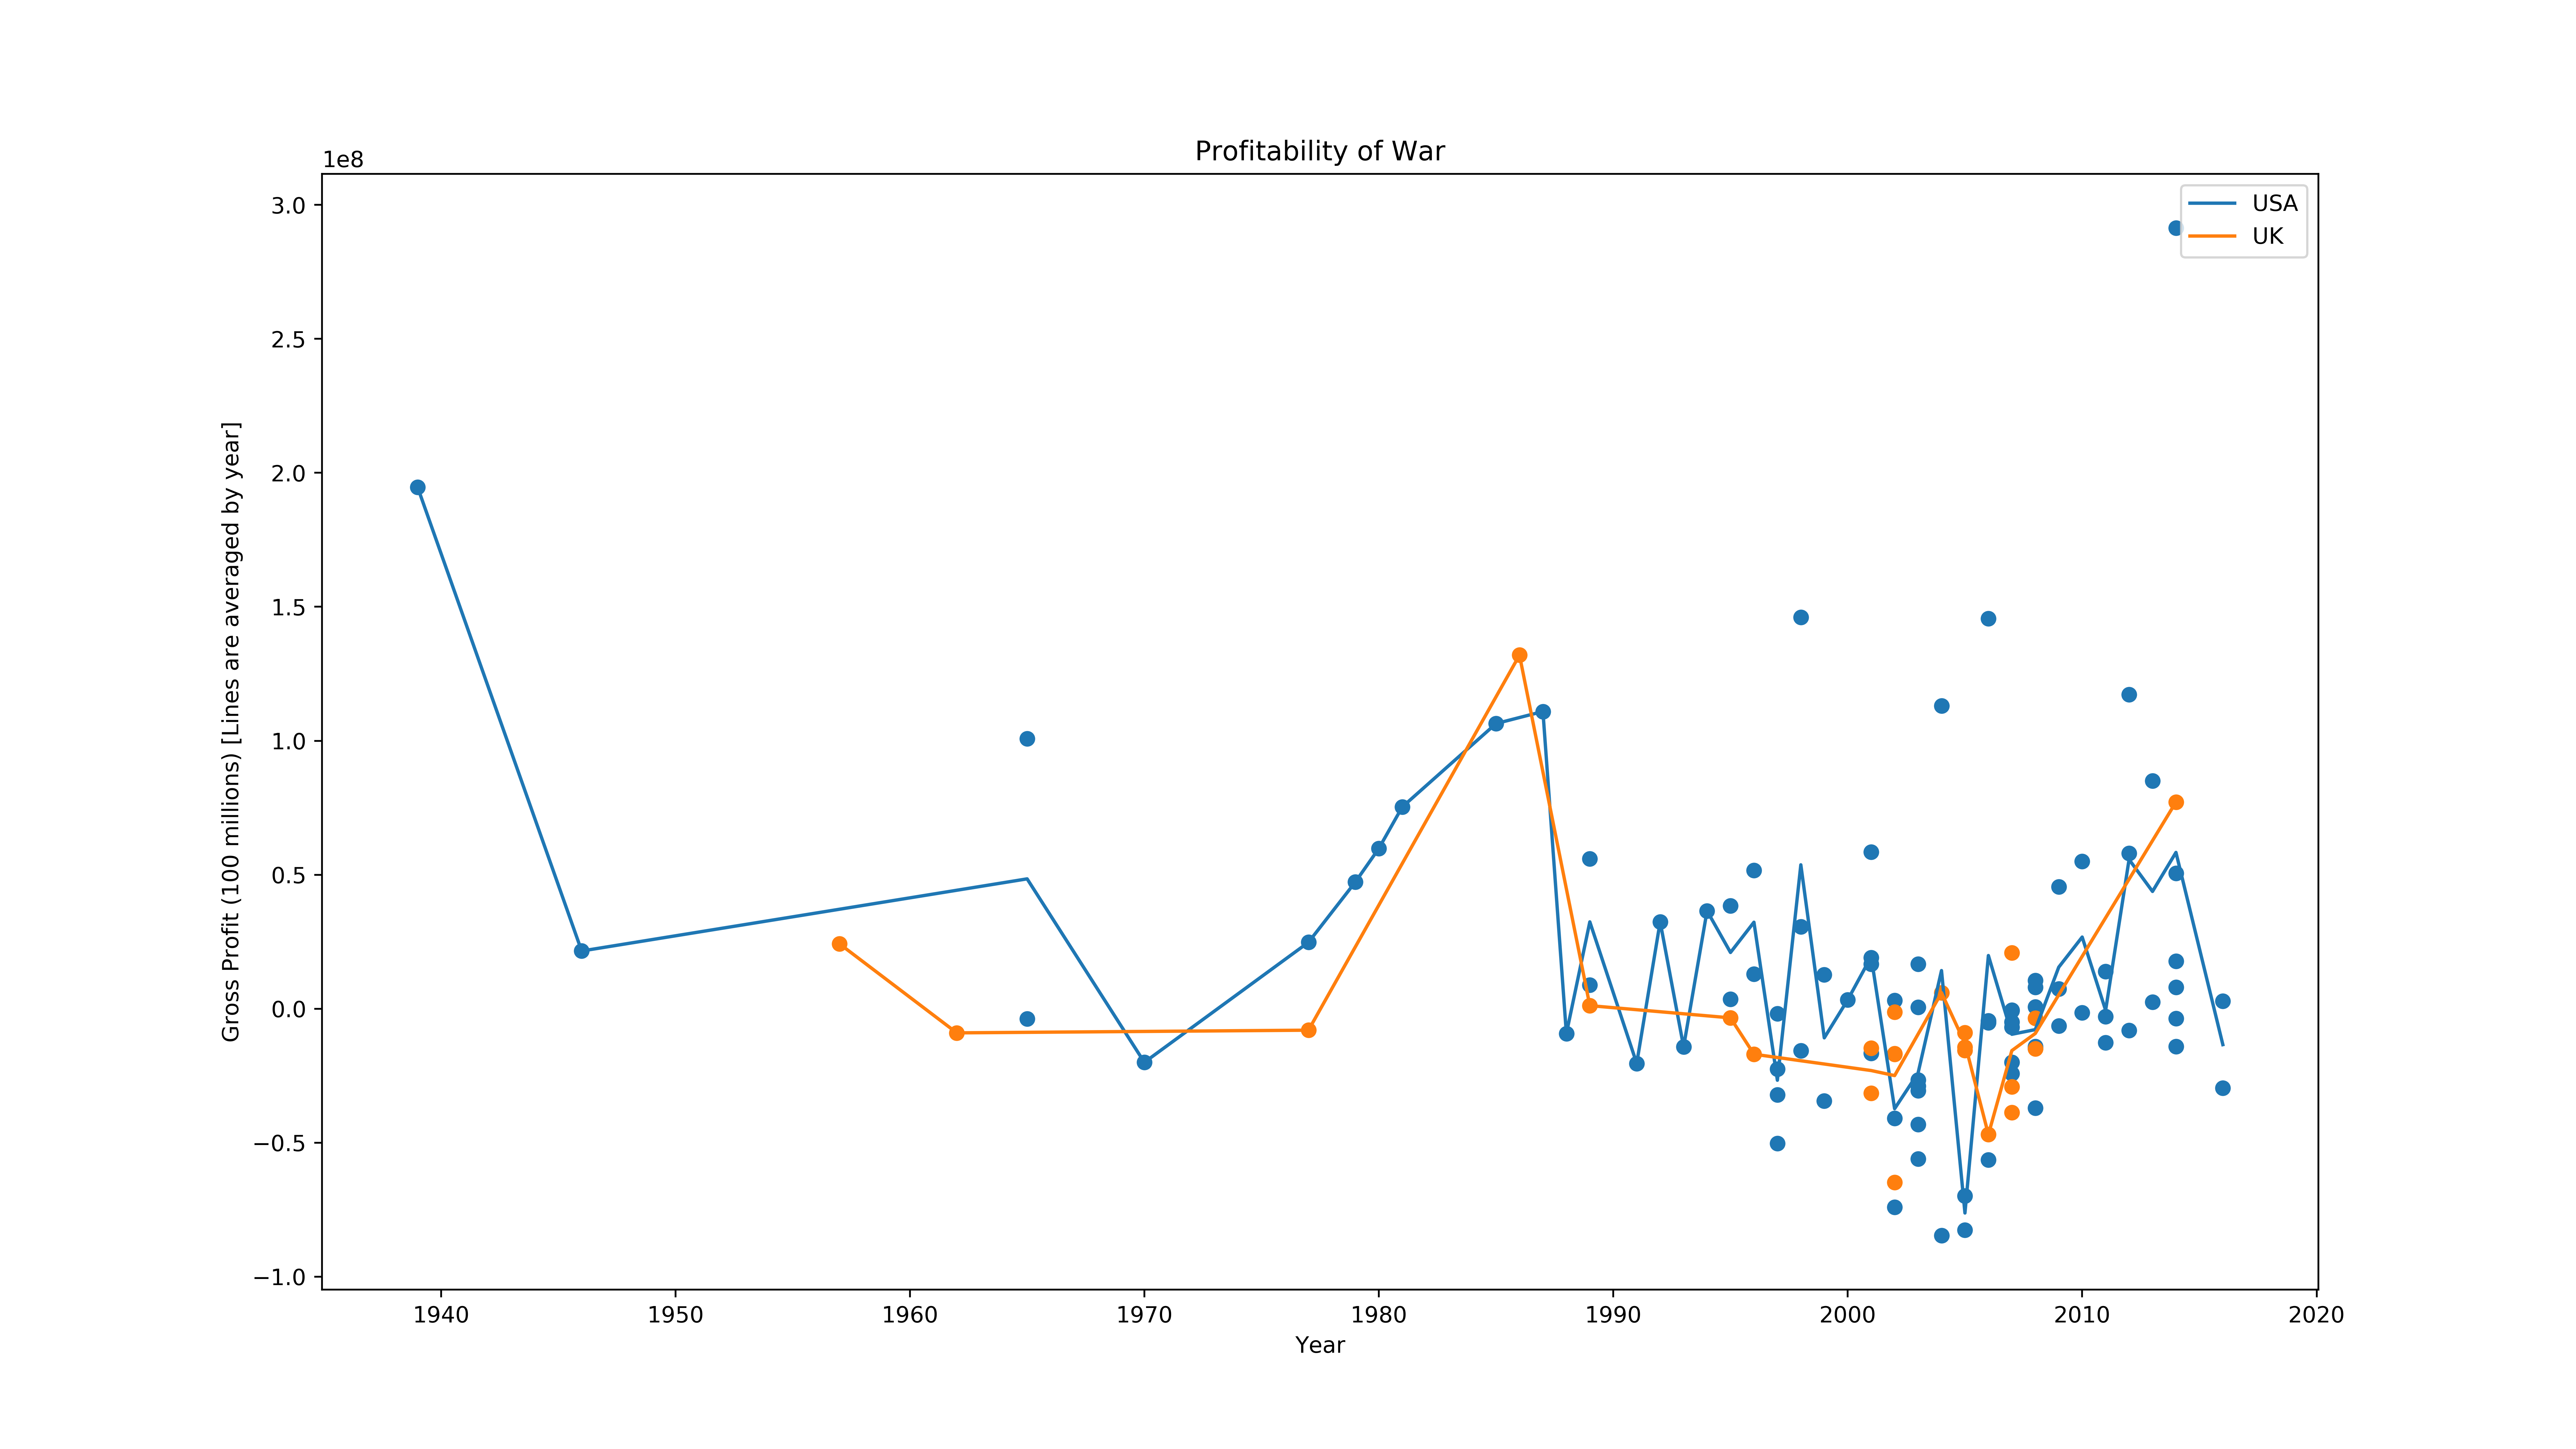 Profitability of War
1e8
USA
UK
3.0
2.5
2.0
1.5
1.0
0.5
0.0
−0.5
−1.0
Gross Profit (100 millions) [Lines are averaged by year]
1940 1950 1960 1970 1980 1990 2000 2010 2020
Year